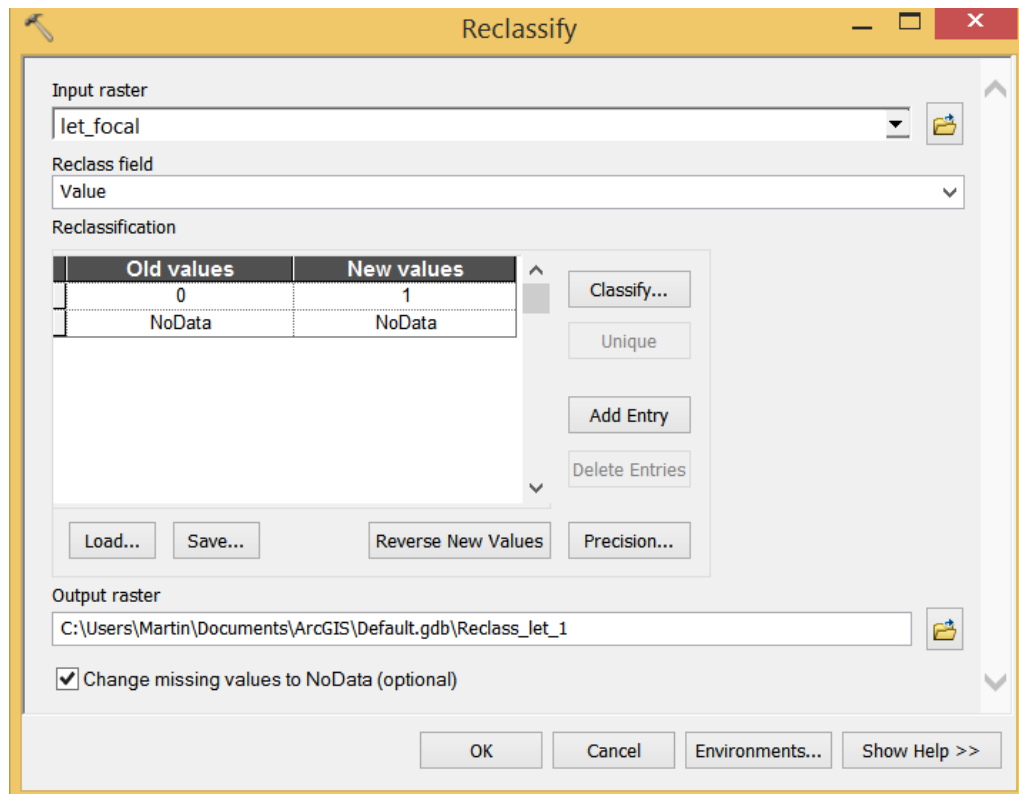 Reclassify
Input raster
let_focal
Reclass field
Value
Reclassification
Old values New values
0 1
NoData NoData
Classify...
Unique
Add Entry
Delete Entries
Load... Save... Reverse New Values Precision...
Output raster
C:\Users\Martin\Documents\ArcGIS\Default.gdb\Reclass_let_1
Change missing values to NoData (optional)
OK Cancel Environments... Show Help >>